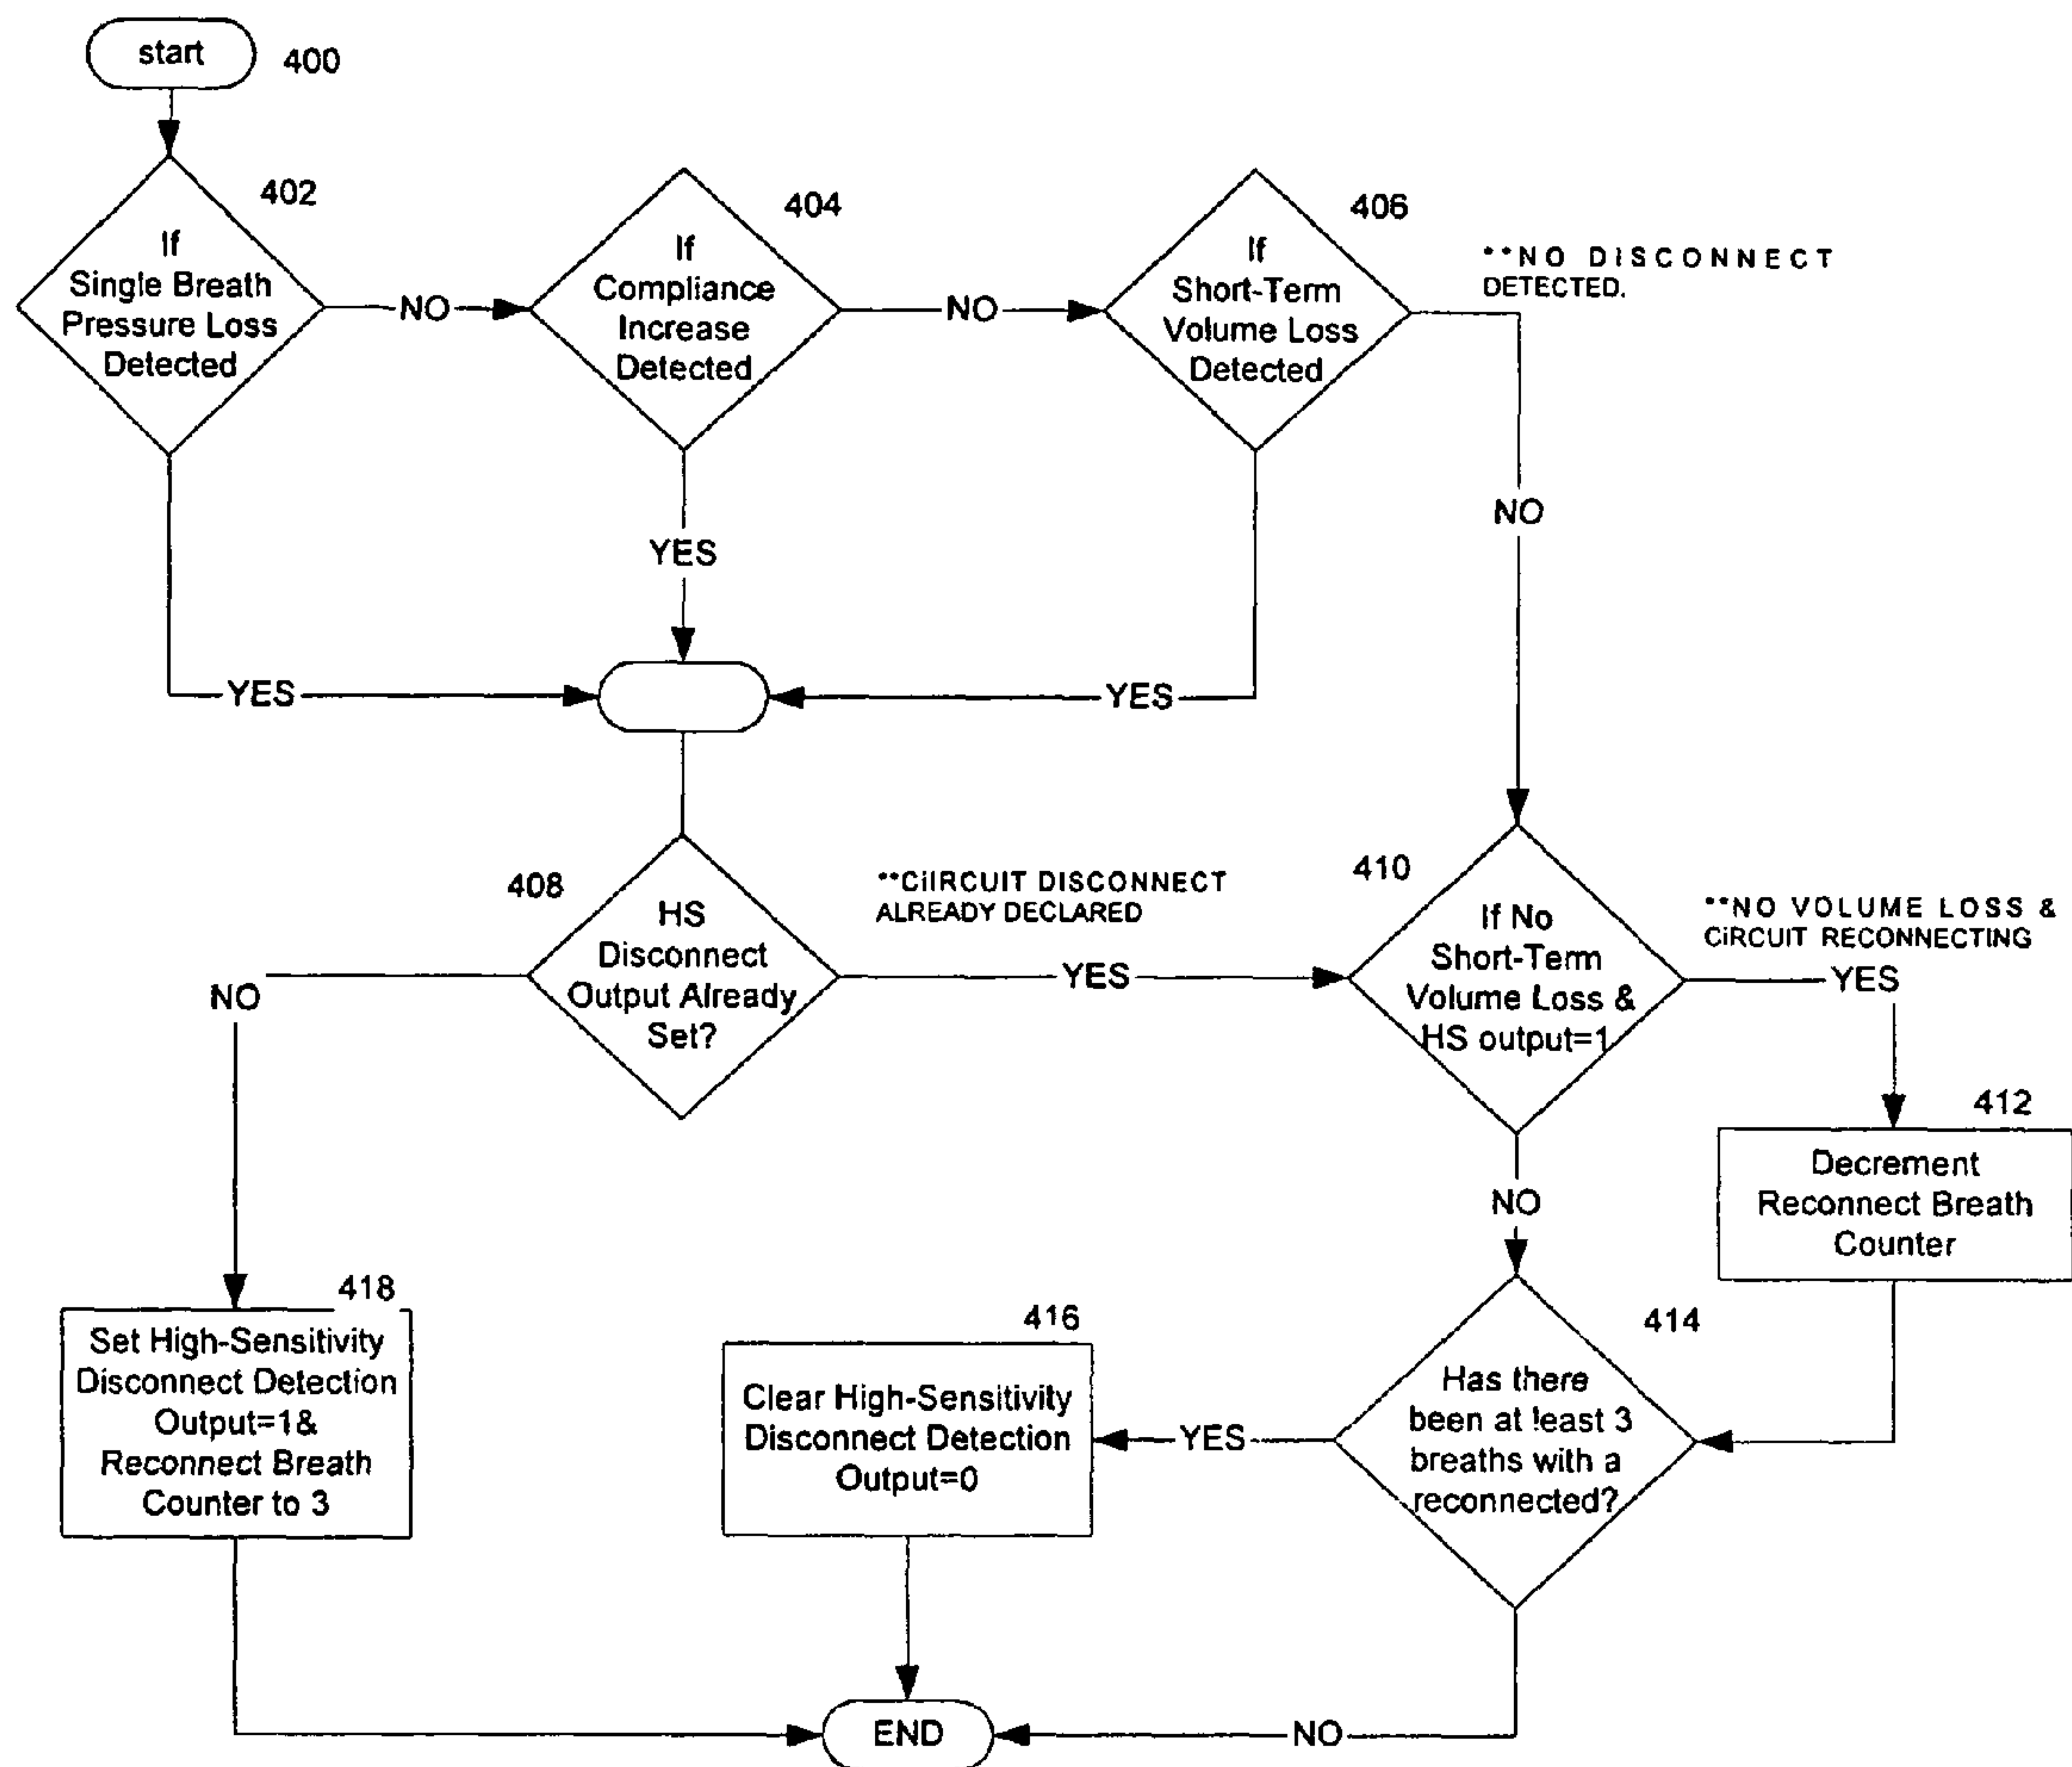 start
400
402
If
Single Breath
Pressure Loss
Detected
NO
404
If
Compliance
Increase
Detected
NO
406
If
Short-Term
Volume Loss
Detected
**NO DISCONNECT
DETECTED.
NO
YES
YES
YES
408
HS
Disconnect
Output Already
Set?
**CiIRCUIT DISCONNECT
ALREADY DECLARED
YES
NO
410
If No
Short-Term
Volume Loss &
HS output=1
**NO VOLUME LOSS &
CiRCUIT RECONNECTING
YES
NO
412
Decrement
Reconnect Breath
Counter
418
Set High-Sensitivity
Disconnect Detection
Output=1&
Reconnect Breath
Counter to 3
416
Clear High-Sensitivity
Disconnect Detection
Output=0
YES
414
Has there
been at least 3
breaths with a
reconnected?
NO
END